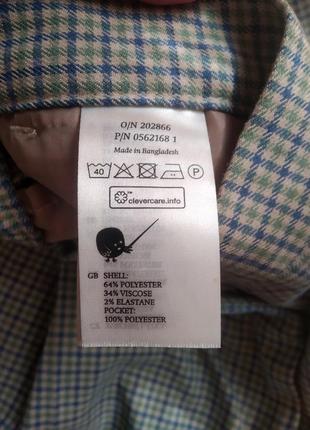 O/N 202866
P/N 0562168 1
Made in Bangladesh
40 P
™clevercare.info
GB SHELL:
64% POLYESTER
34% VISCOSE
2% ELASTANE
POCKET:
100% POLYESTER